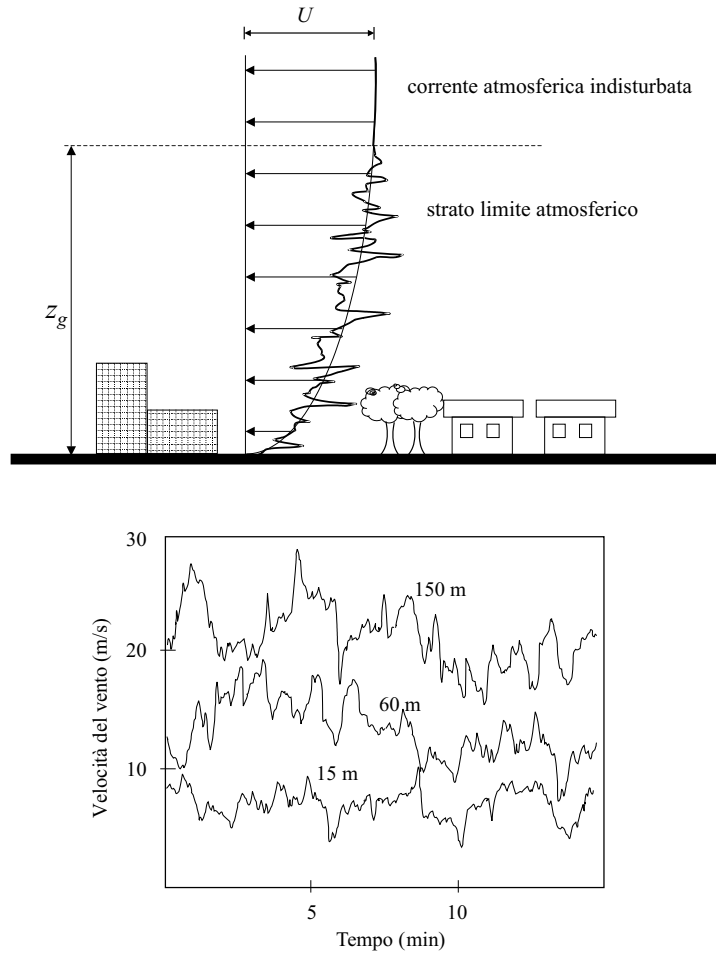 U
corrente atmosferica indisturbata
strato limite atmosferico
z_g
30
20
10
150 m
60 m
15 m
Velocità del vento (m/s)
5
10
Tempo (min)